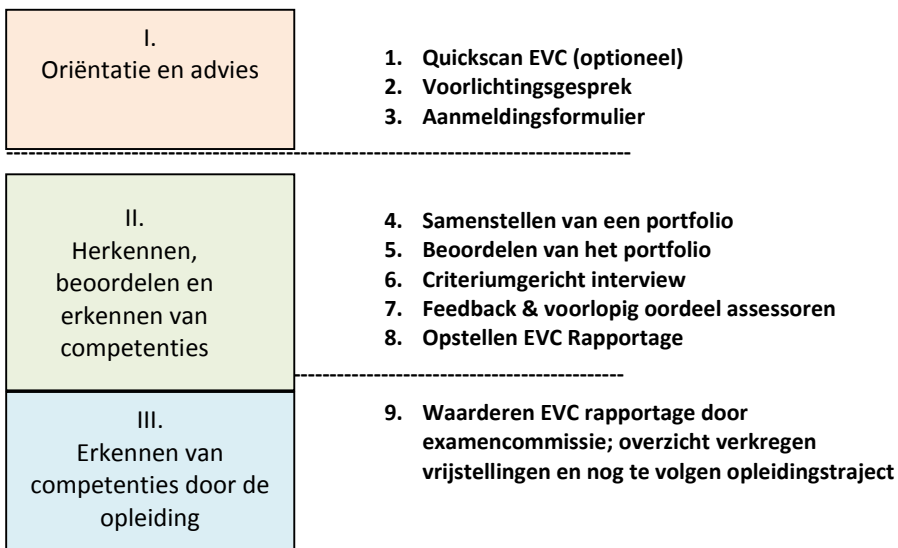 I.
Oriëntatie en advies
1. Quickscan EVC (optioneel)
2. Voorlichtingsgesprek
3. Aanmeldingsformulier
II.
Herkennen,
beoordelen en
erkennen van
competenties
4. Samenstellen van een portfolio
5. Beoordelen van het portfolio
6. Criteriumgericht interview
7. Feedback & voorlopig oordeel assessoren
8. Opstellen EVC Rapportage
III.
Erkennen van
competenties door de
opleiding
9. Waarderen EVC rapportage door
examencommissie; overzicht verkregen
vrijstellingen en nog te volgen opleidingstraject